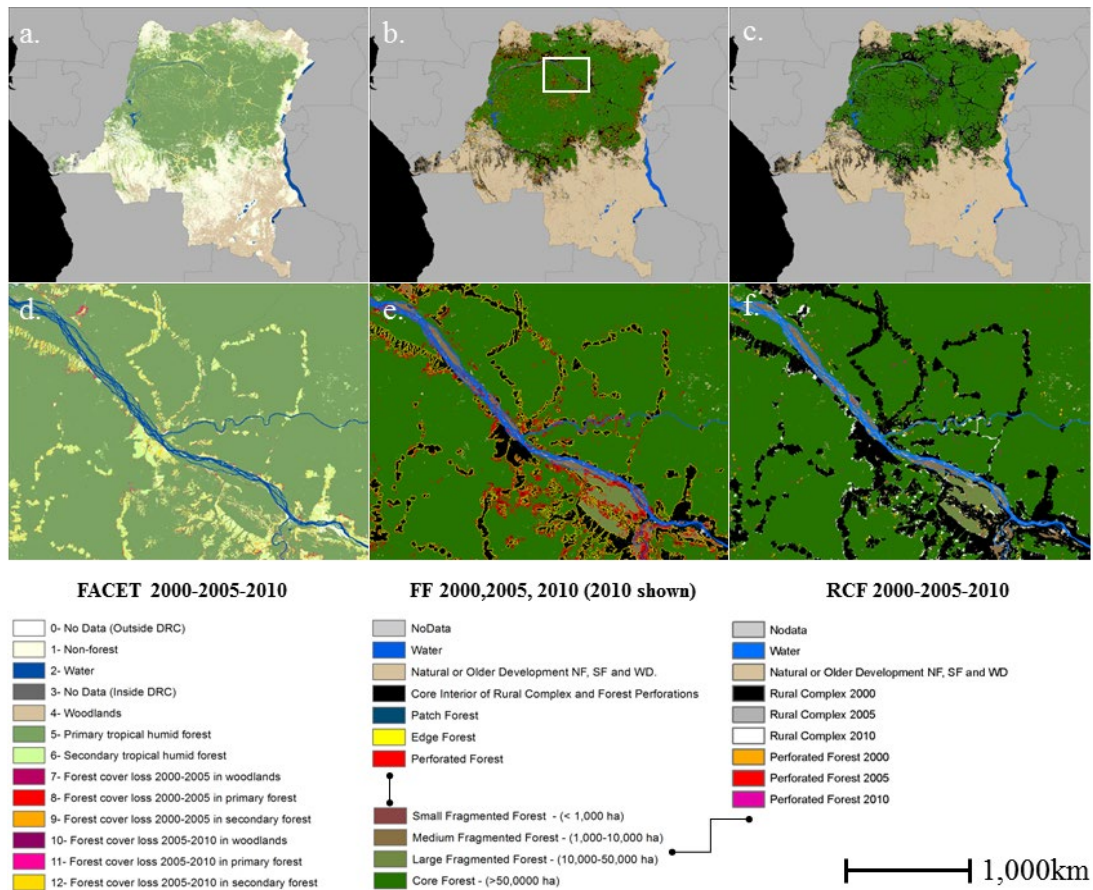 a.
b.
c.
d.
e.
f.
FACET 2000-2005-2010
0- No Data (Outside DRC)
1- Non-forest
2- Water
3- No Data (Inside DRC)
4- Woodlands
5- Primary tropical humid forest
6- Secondary tropical humid forest
7- Forest cover loss 2000-2005 in woodlands
8- Forest cover loss 2000-2005 in primary forest
9- Forest cover loss 2000-2005 in secondary forest
10- Forest cover loss 2005-2010 in woodlands
11- Forest cover loss 2005-2010 in primary forest
12- Forest cover loss 2005-2010 in secondary forest
FF 2000,2005, 2010 (2010 shown)
NoData
Water
Natural or Older Development NF, SF and WD.
Core Interior of Rural Complex and Forest Perforations
Patch Forest
Edge Forest
Perforated Forest
Small Fragmented Forest - (< 1,000 ha)
Medium Fragmented Forest - (1,000-10,000 ha)
Large Fragmented Forest - (10,000-50,000 ha)
Core Forest - (>50,0000 ha)
RCF 2000-2005-2010
Nodata
Water
Natural or Older Development NF, SF and WD
Rural Complex 2000
Rural Complex 2005
Rural Complex 2010
Perforated Forest 2000
Perforated Forest 2005
Perforated Forest 2010
1,000km